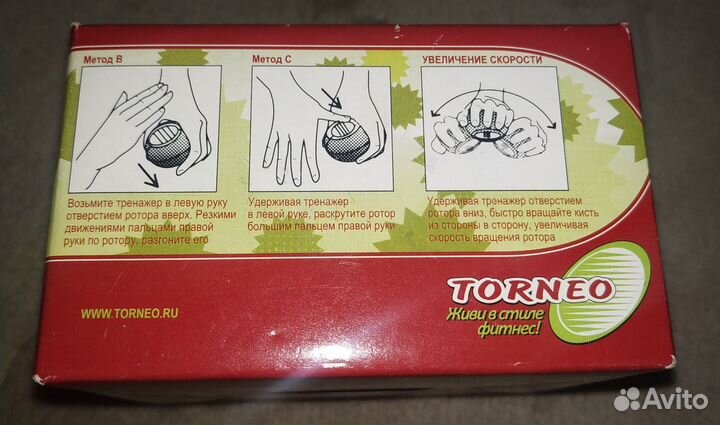 Метод В
Возьмите тренажер в левую руку
отверстием ротора вверх. Резкими
движениями пальцами правой
руки по ротору, разгоните его
Метод С
Удерживая тренажер
в левой руке, раскрутите ротор
большим пальцем правой руки
УВЕЛИЧЕНИЕ СКОРОСТИ
Удерживая тренажер отверстием
ротора вниз, быстро вращайте кисть
из стороны в сторону, увеличивая
скорость вращения ротора
WWW.TORNEO.RU
TORNEO
Живи в стиле
фитнес!
Avito